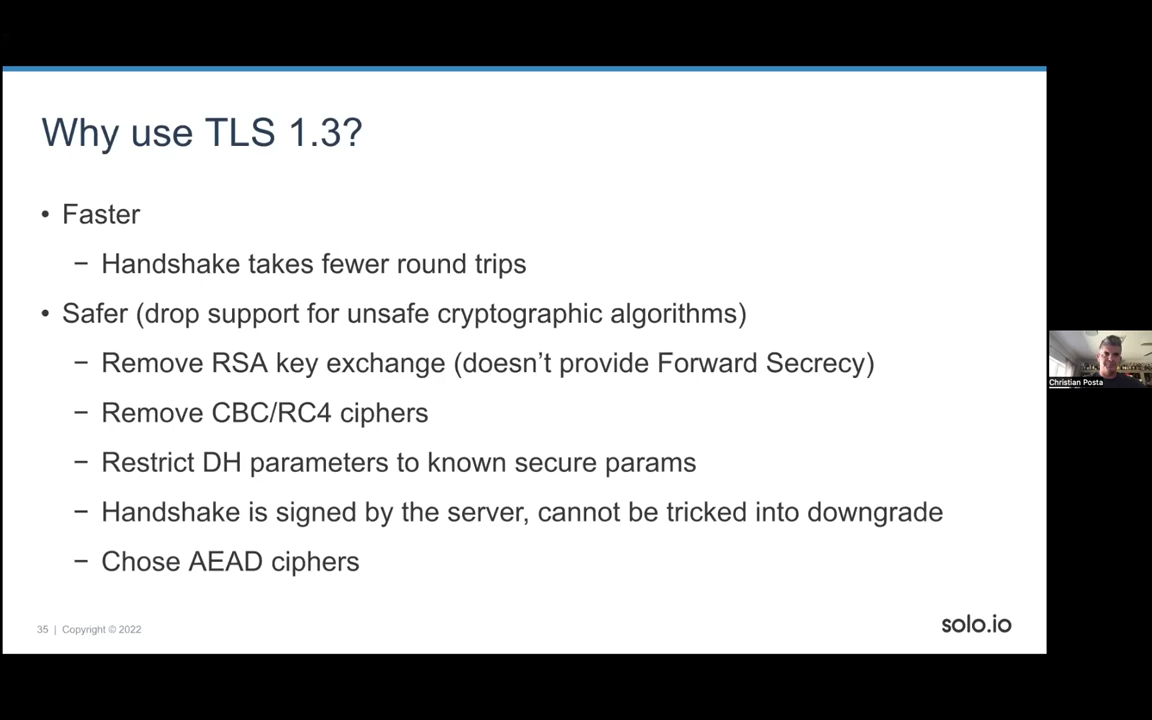 Why use TLS 1.3?
• Faster
− Handshake takes fewer round trips
• Safer (drop support for unsafe cryptographic algorithms)
− Remove RSA key exchange (doesn’t provide Forward Secrecy)
− Remove CBC/RC4 ciphers
− Restrict DH parameters to known secure params
− Handshake is signed by the server, cannot be tricked into downgrade
− Chose AEAD ciphers
35 | Copyright © 2022
solo.io
Christian Posta